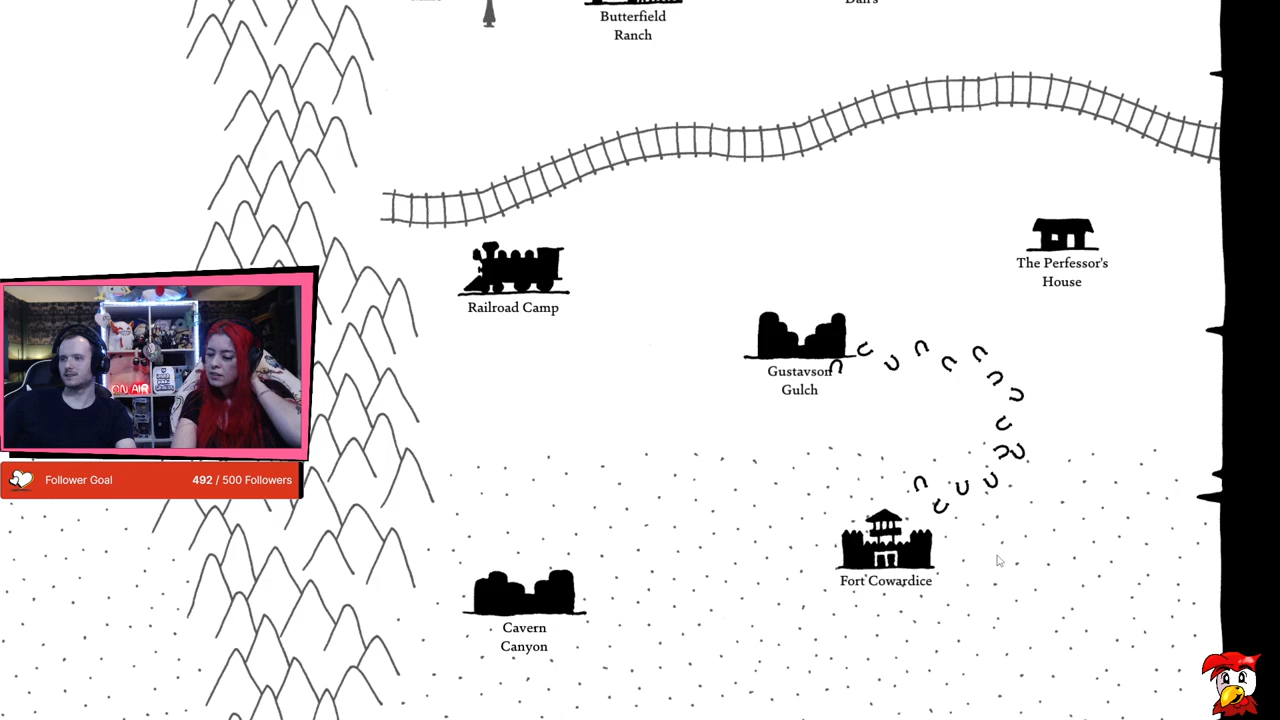 Butterfield
Ranch
Dan's
Railroad Camp
The Perfessor's
House
Gustavson
Gulch
ON AIR
Follower Goal 492 / 500 Followers
Fort Cowardice
Cavern
Canyon